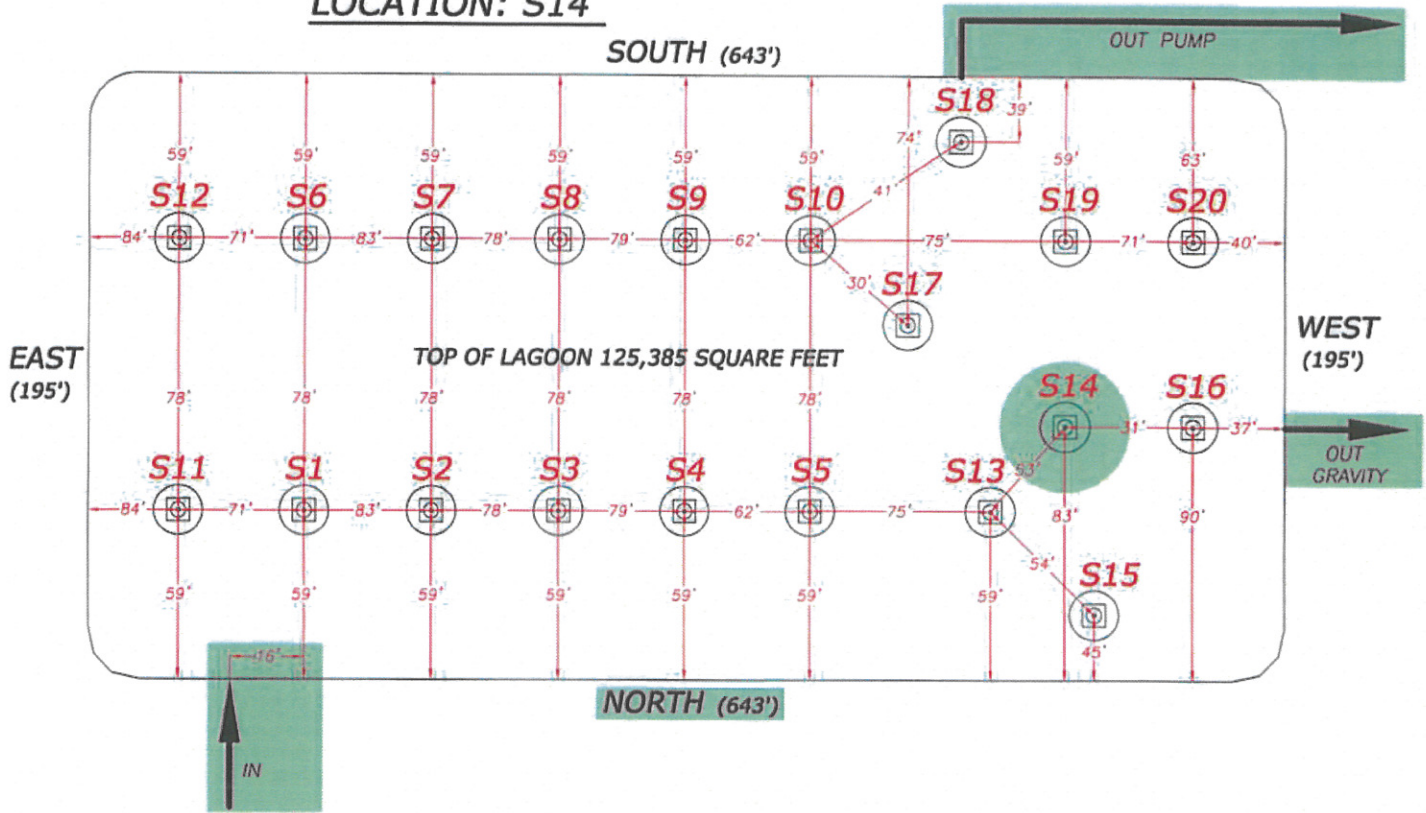 LOCATION: S14
OUT PUMP
SOUTH (643')
S18
39'
74'
59' 59' 59' 59' 59' 59' 59' 63'
S12 S6 S7 S8 S9 S10 S19 S20
41'
84' 71' 83' 78' 79' 62' 75' 71' 40'
30' S17
EAST
(195')
TOP OF LAGOON 125,385 SQUARE FEET
WEST
(195')
78' 78' 78' 78' 78' 78'
S14 S16
31' 37'
OUT
GRAVITY
S11 S1 S2 S3 S4 S5 S13
53'
84' 71' 83' 78' 79' 62' 75' 83' 90'
54'
S15
59' 59' 59' 59' 59' 59' 59'
45'
16'
NORTH (643')
IN